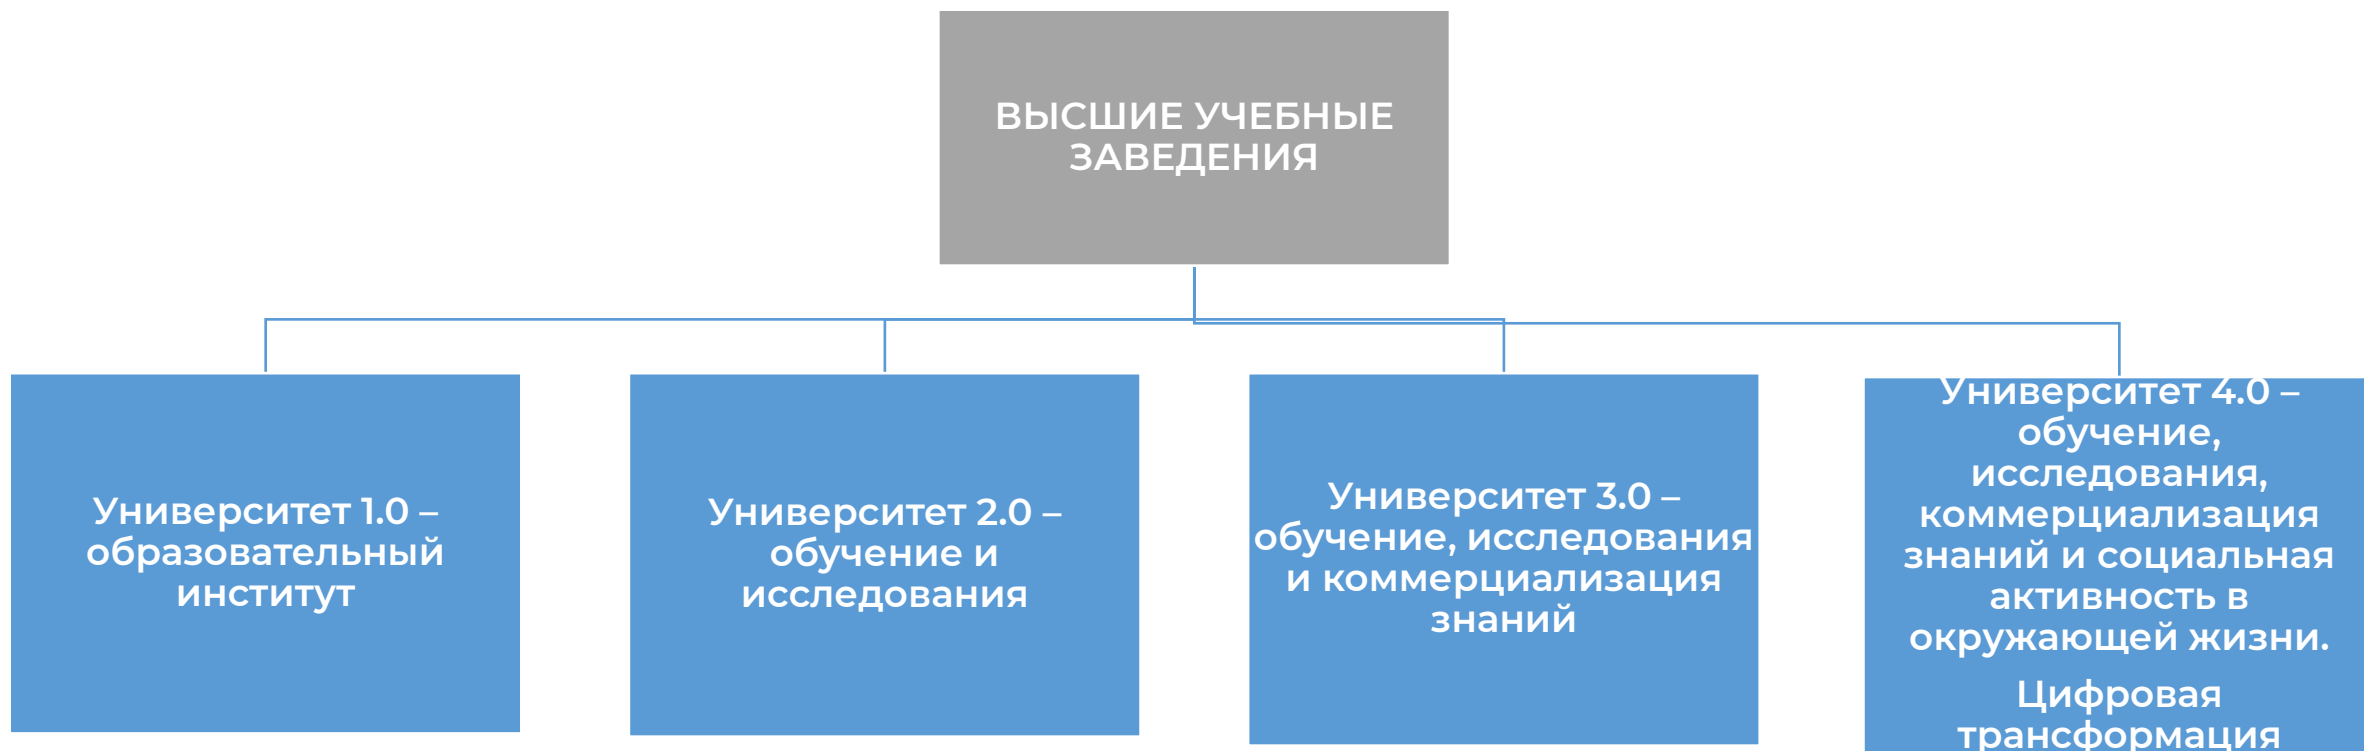 ВЫСШИЕ УЧЕБНЫЕ
ЗАВЕДЕНИЯ
Университет 1.0 –
образовательный
институт
Университет 2.0 –
обучение и
исследования
Университет 3.0 –
обучение, исследования
и коммерциализация
знаний
Университет 4.0 –
обучение,
исследования,
коммерциализация
знаний и социальная
активность в
окружающей жизни.
Цифровая
трансформация